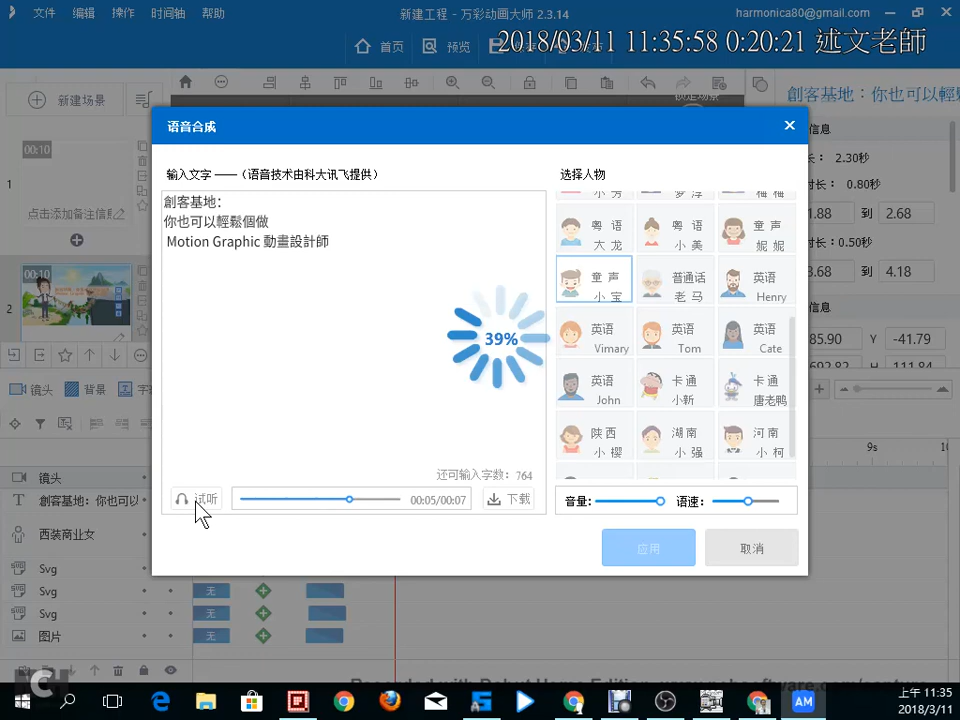 文件 编辑 操作 时间轴 帮助
新建工程 - 万彩动画大师 2.3.14
harmonica80@gmail.com
首页 预览
2018/03/11 11:35:58 0:20:21 述文老師
新建场景
創客基地：你也可以輕
语音合成
信息
输入文字 ——（语音技术由科大讯飞提供）
选择人物
长： 2.30秒
时长： 0.80秒
1.88 到 2.68
时长：0.50秒
3.68 到 4.18
信息
85.90 Y -41.79
692.82 H 111.84
00:10
1
点击添加备注信息
00:10
2
創客基地：
你也可以輕鬆個做
Motion Graphic 動畫設計師
39%
小 芳
梅 梅
粤 语 大 龙
粤 语 小 美
童 声 妮 妮
童 声 小 宝
普通话 老 马
英语 Henry
英语 Vimary
英语 Tom
英语 Cate
英语 John
卡 通 小新
卡 通 唐老鸭
陕 西 小 樱
湖 南 小 强
河 南 小 柯
还可输入字数：764
试听
00:05/00:07
下载
音量： 语速：
应用 取消
镜头 背景 字
9s 10
镜头
創客基地：你也可以
西装商业女
Svg
Svg 无
Svg 无
图片 无
AM
上午 11:35
2018/3/11